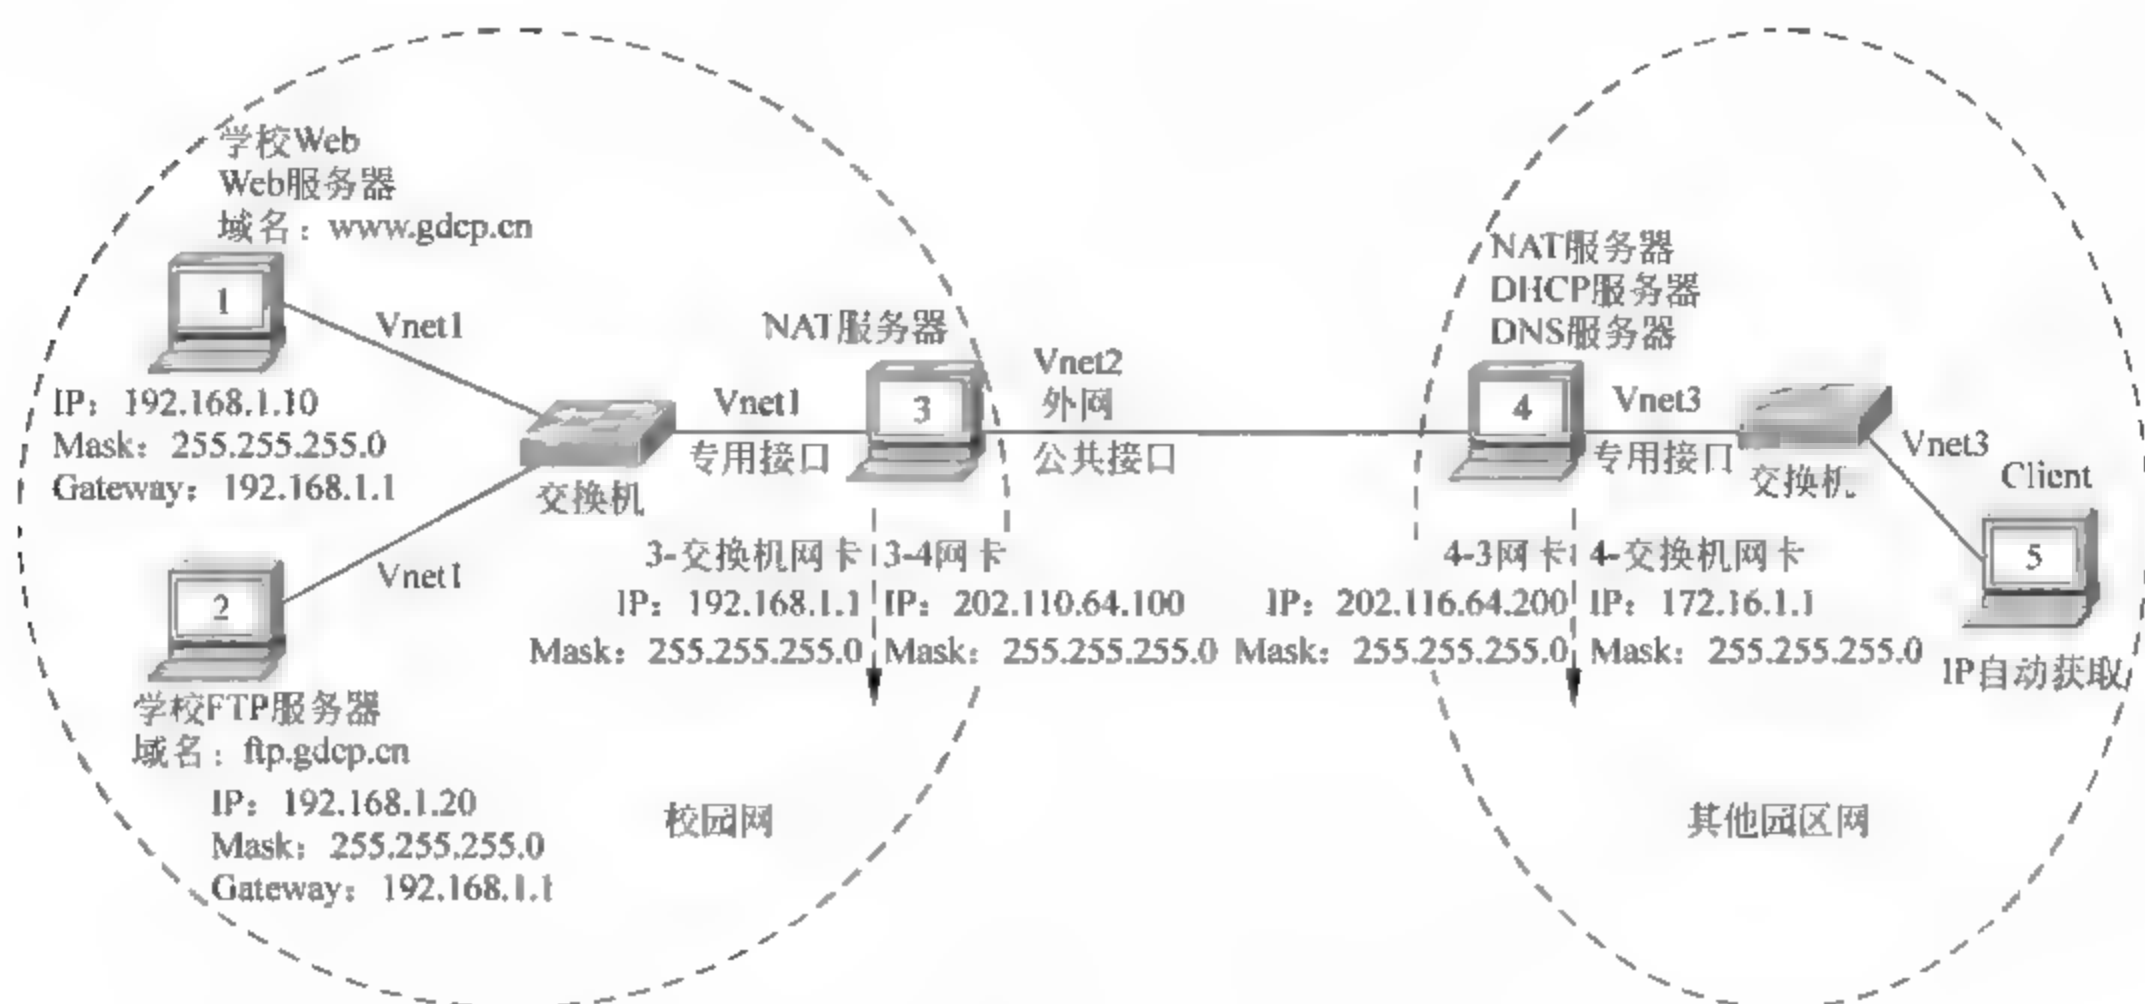 学校Web
Web服务器
域名：www.gdcp.cn
1
Vnet1
IP：192.168.1.10
Mask：255.255.255.0
Gateway：192.168.1.1
交换机
Vnet1
专用接口
NAT服务器
3
Vnet2
外网
公共接口
NAT服务器
DHCP服务器
DNS服务器
4
Vnet3
专用接口
交换机
Vnet3
Client
5
IP自动获取
Vnet1
2
学校FTP服务器
域名：ftp.gdcp.cn
IP：192.168.1.20
Mask：255.255.255.0
Gateway：192.168.1.1
3-交换机网卡
IP：192.168.1.1
Mask：255.255.255.0
3-4网卡
IP：202.110.64.100
Mask：255.255.255.0
4-3网卡
IP：202.116.64.200
Mask：255.255.255.0
4-交换机网卡
IP：172.16.1.1
Mask：255.255.255.0
校园网
其他园区网